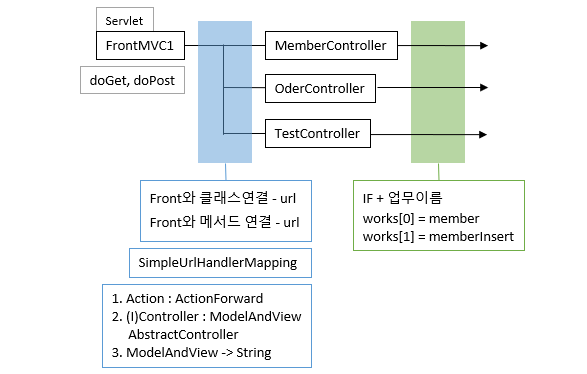 Servlet
FrontMVC1
doGet, doPost
MemberController
OderController
TestController
Front와 클래스연결 - url
Front와 메서드 연결 - url
SimpleUrlHandlerMapping
1. Action : ActionForward
2. (I)Controller : ModelAndView
AbstractController
3. ModelAndView -> String
IF + 업무이름
works[0] = member
works[1] = memberInsert